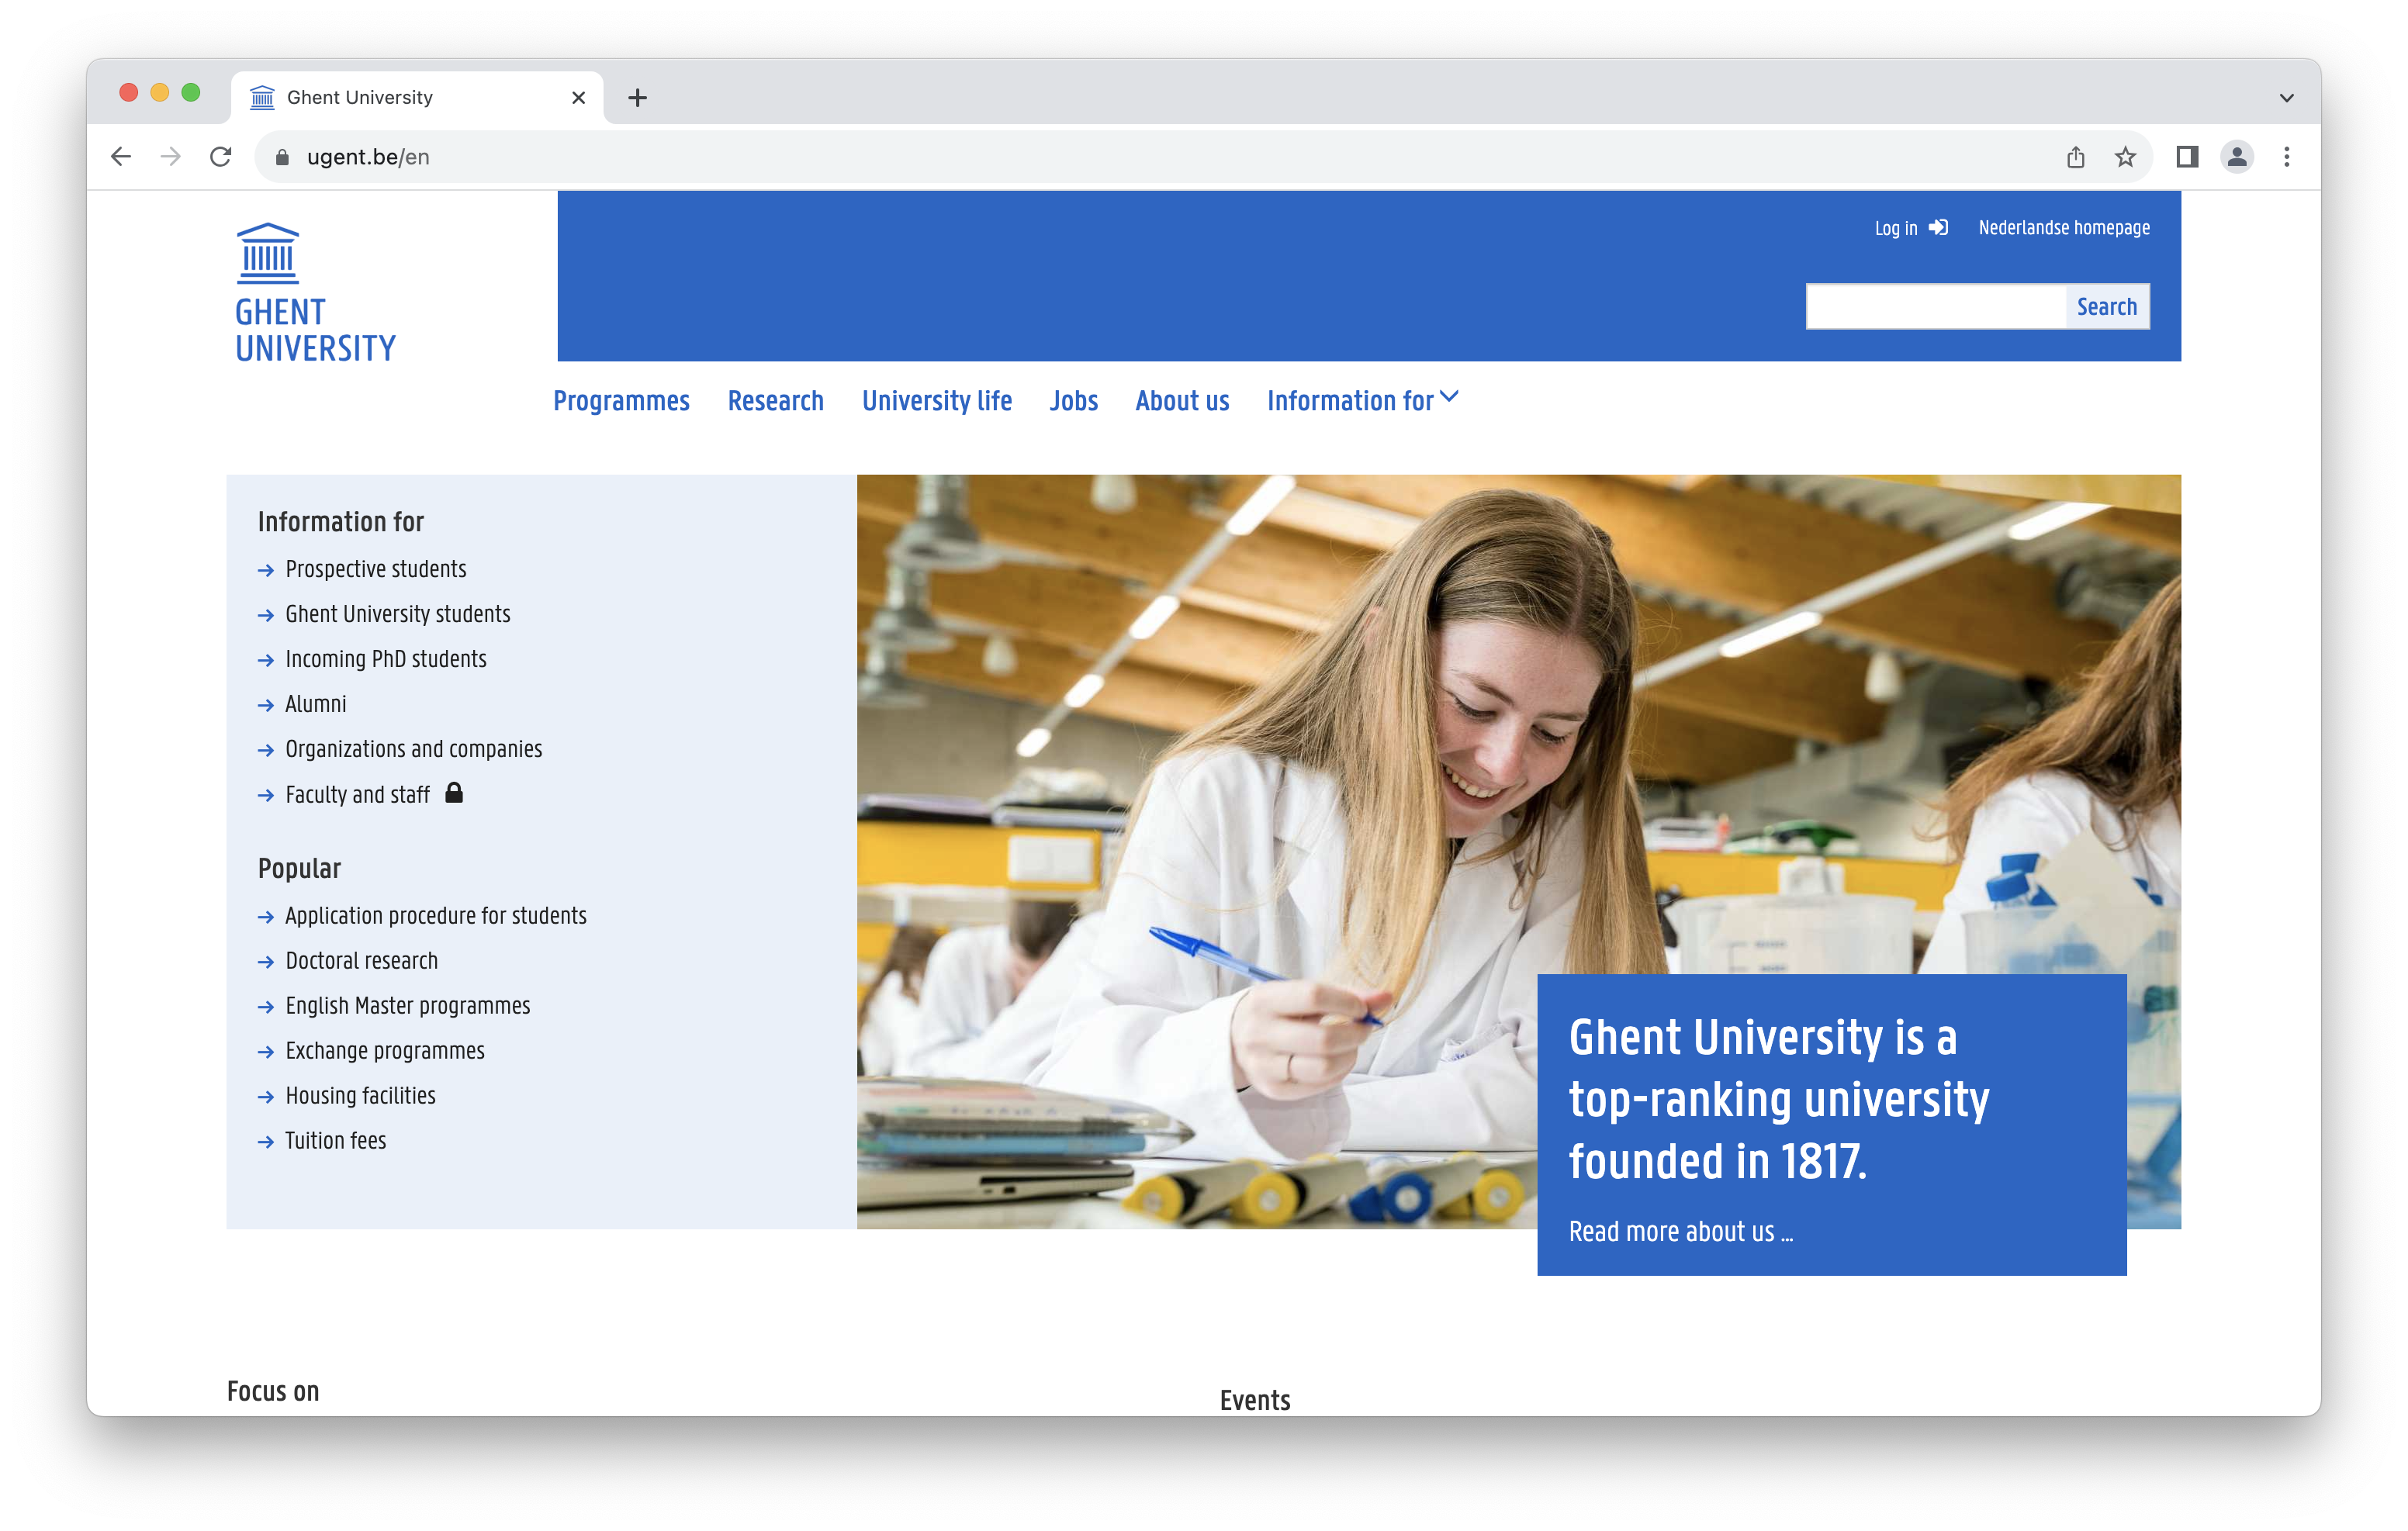 Ghent University
ugent.be/en
GHENT
UNIVERSITY
Log in
Nederlandse homepage
Search
Programmes
Research
University life
Jobs
About us
Information for
Information for
Prospective students
Ghent University students
Incoming PhD students
Alumni
Organizations and companies
Faculty and staff
Popular
Application procedure for students
Doctoral research
English Master programmes
Exchange programmes
Housing facilities
Tuition fees
Ghent University is a
top-ranking university
founded in 1817.
Read more about us ...
Focus on
Events